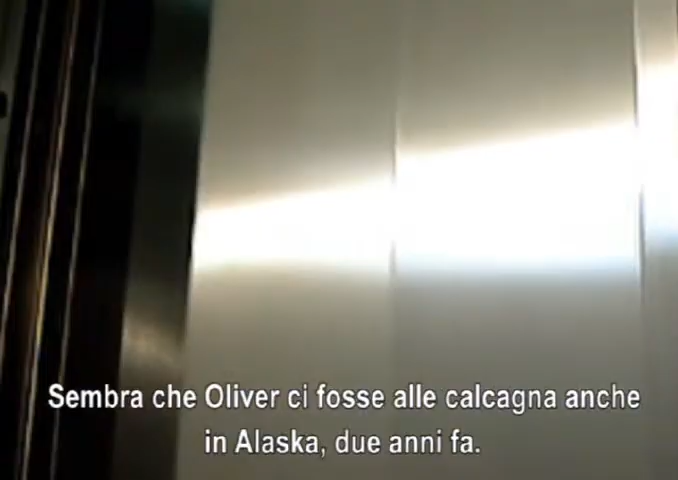 Sembra che Oliver ci fosse alle calcagna anche
in Alaska, due anni fa.